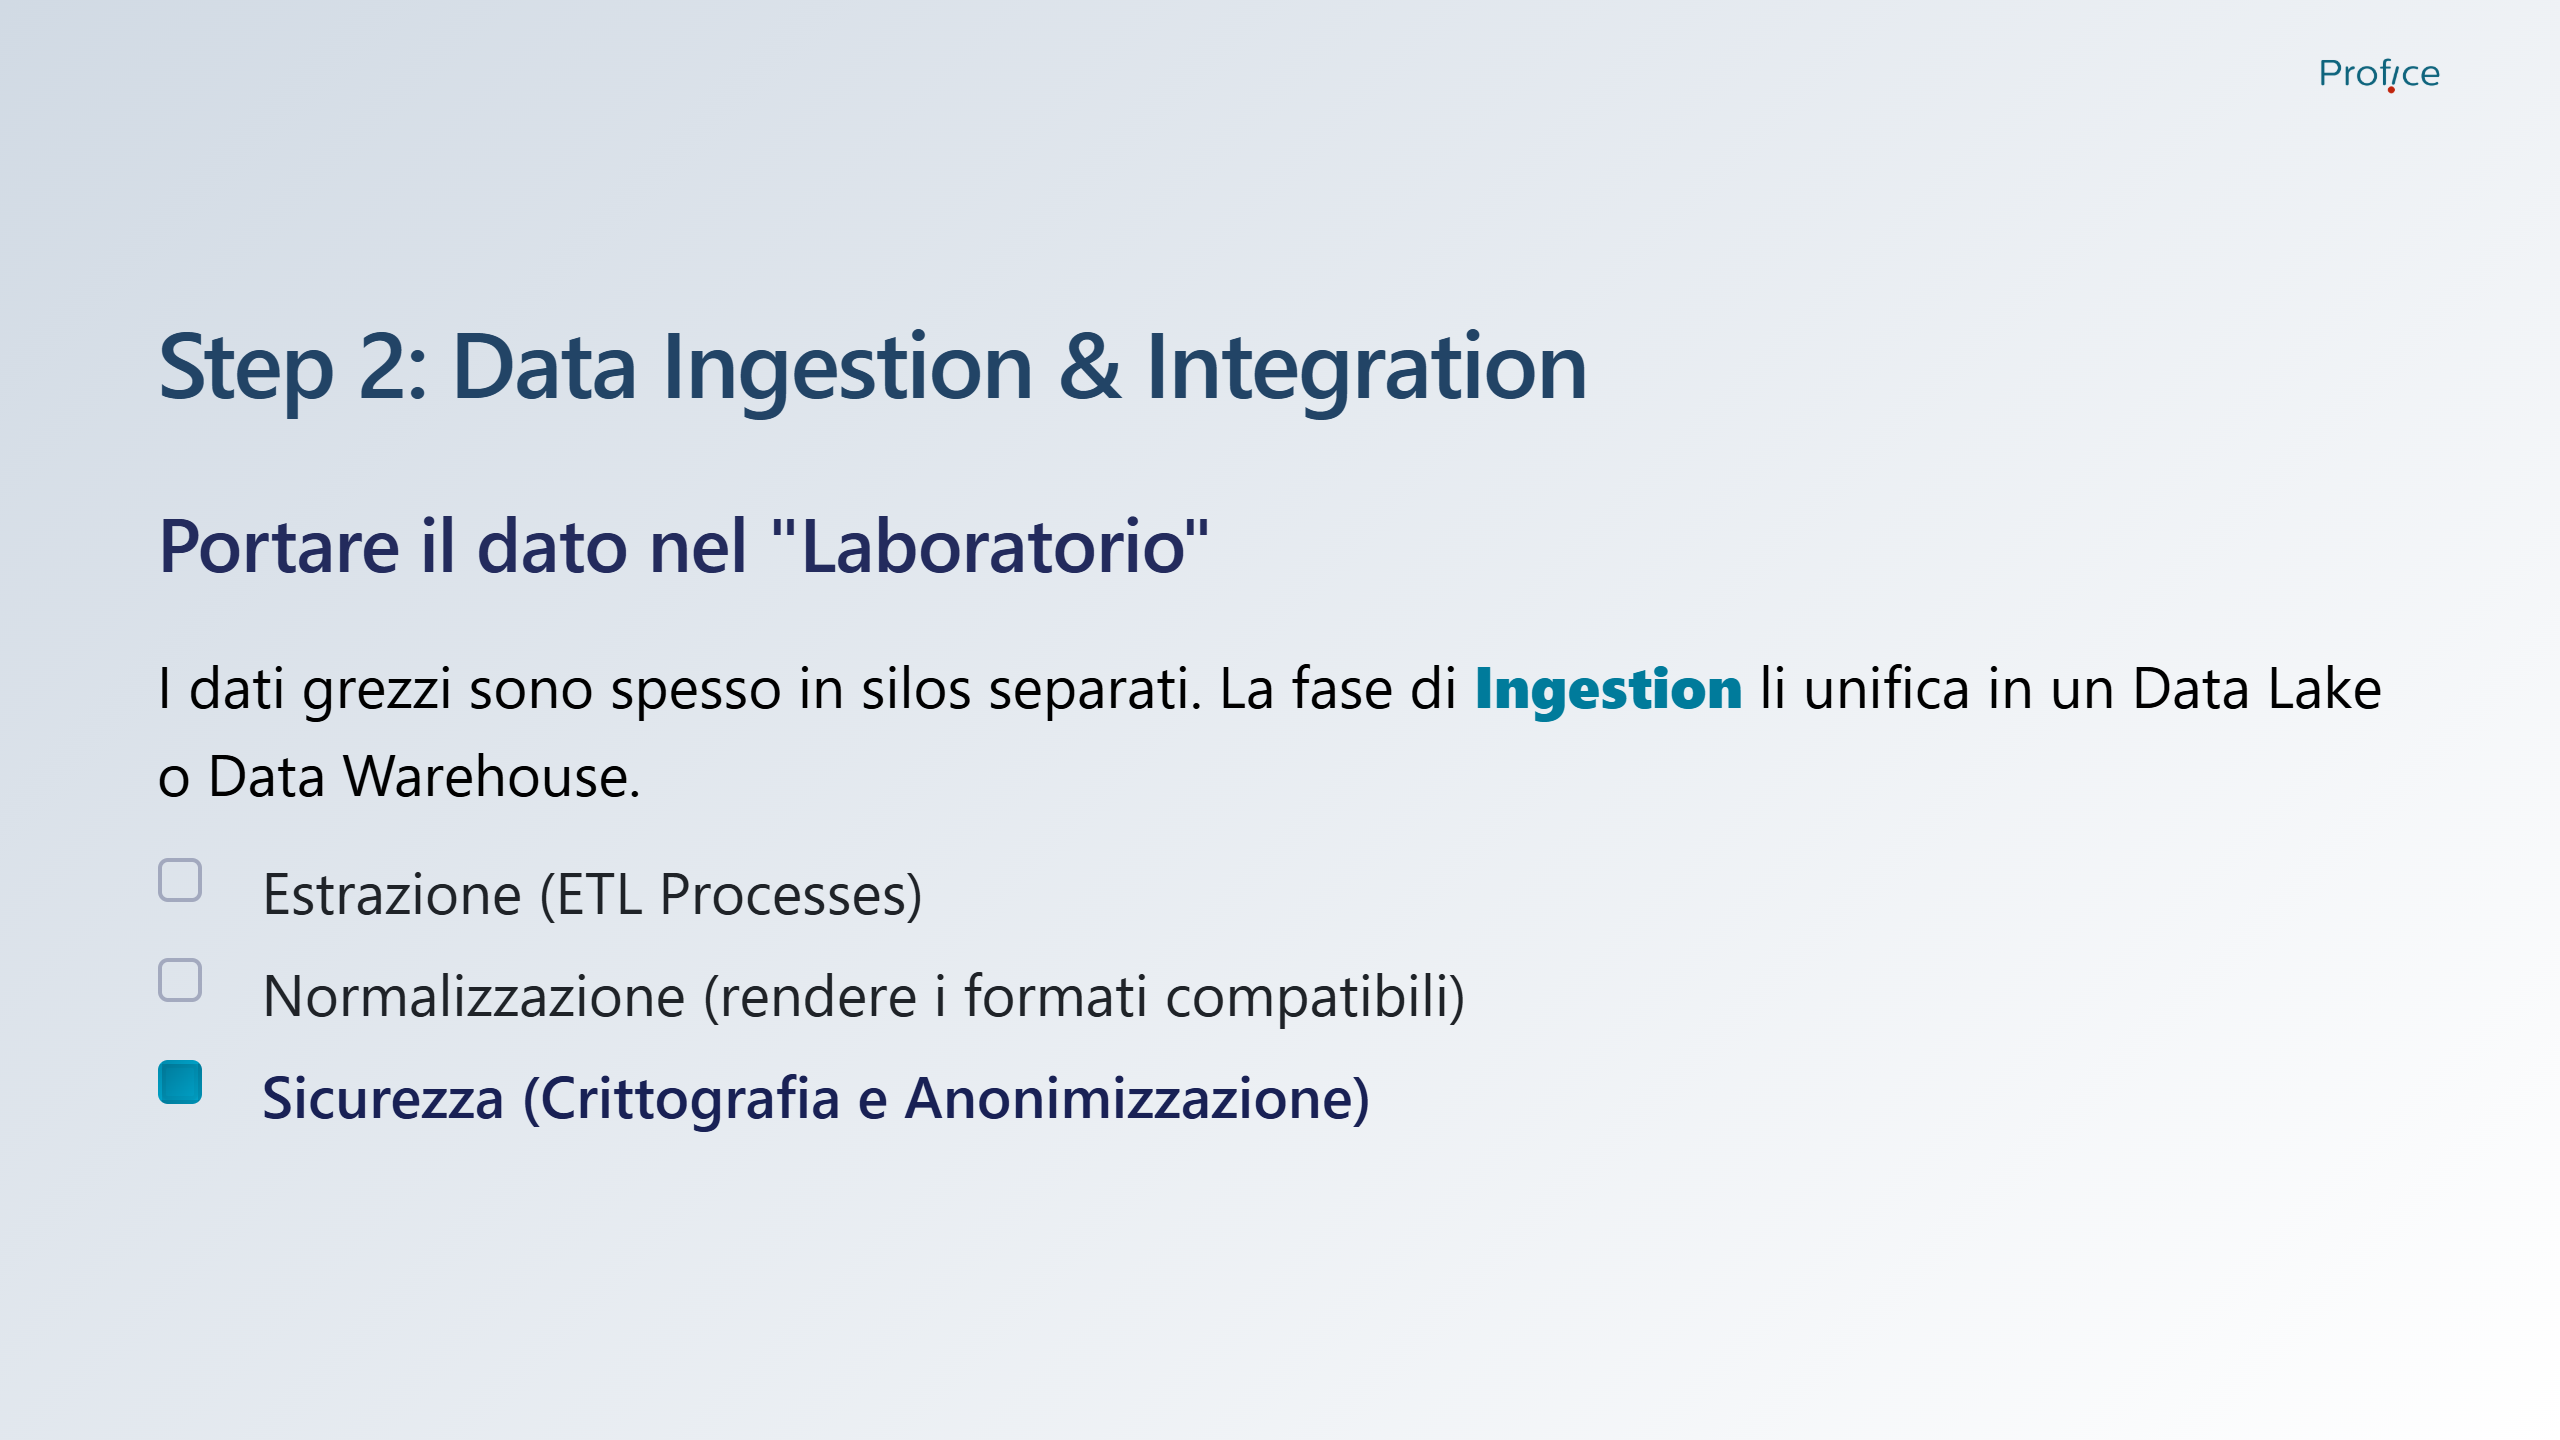 Profice
Step 2: Data Ingestion & Integration
Portare il dato nel "Laboratorio"
I dati grezzi sono spesso in silos separati. La fase di Ingestion li unifica in un Data Lake
o Data Warehouse.
Estrazione (ETL Processes)
Normalizzazione (rendere i formati compatibili)
Sicurezza (Crittografia e Anonimizzazione)